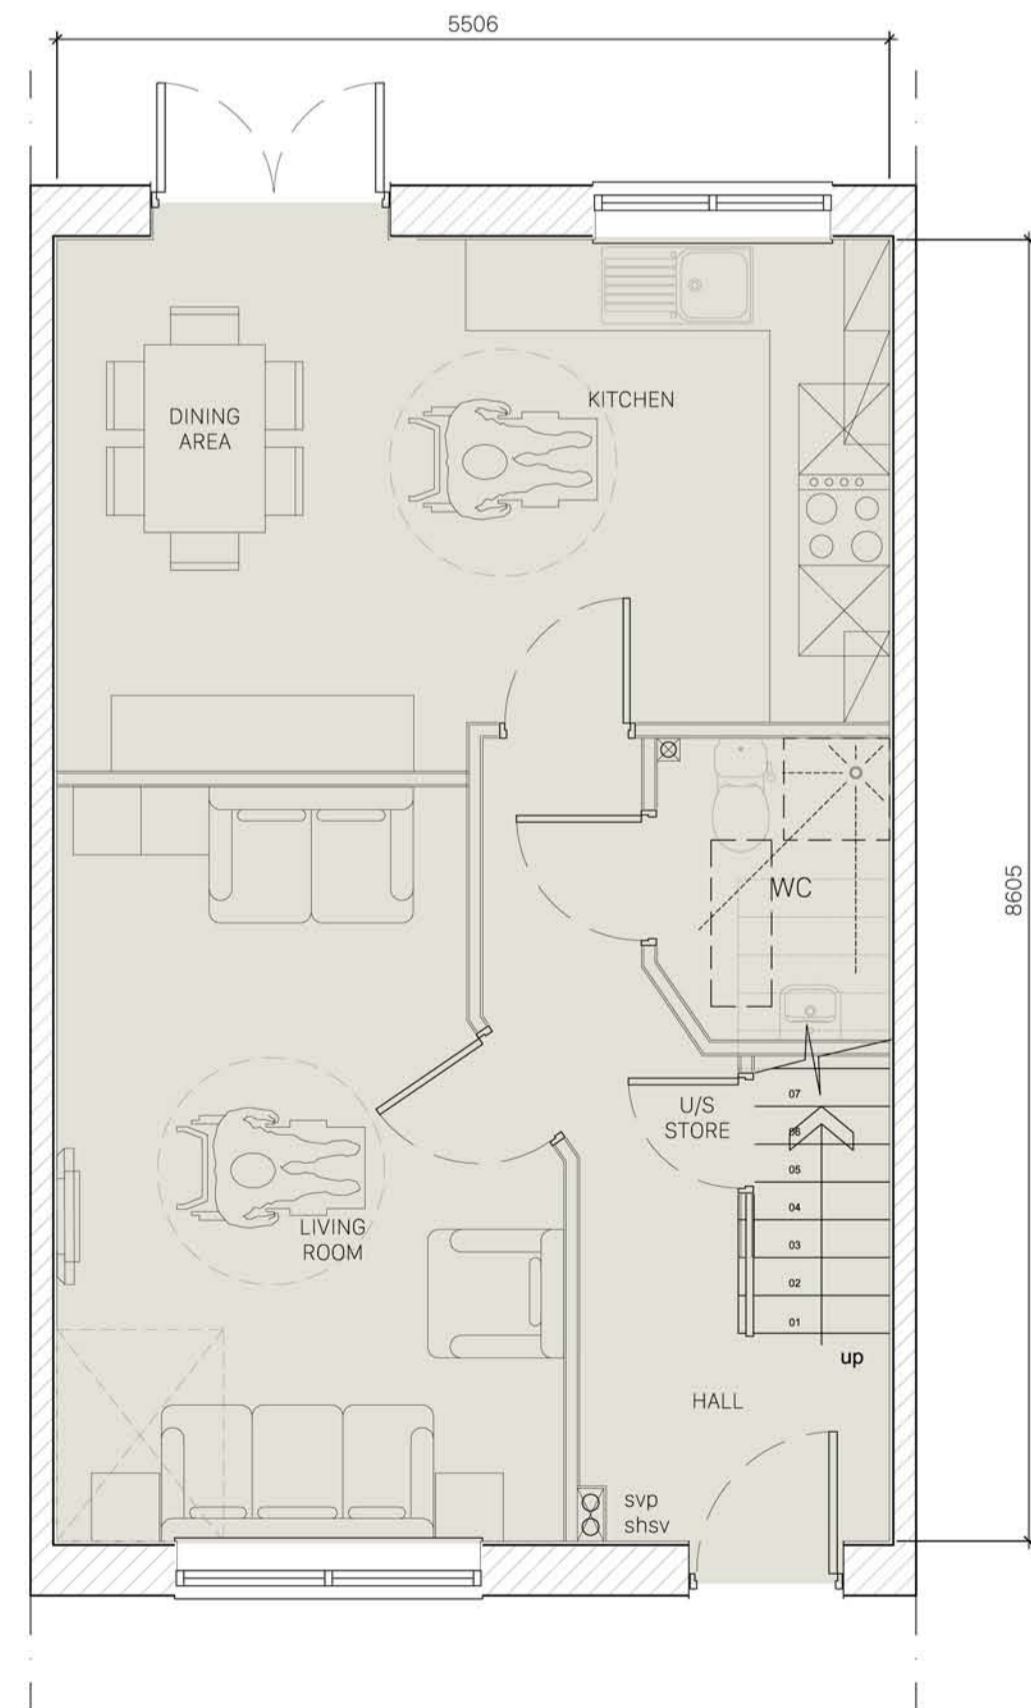 5506
DINING
AREA
KITCHEN
8605
WC
U/S
STORE
07
06
05
04
03
02
01
up
LIVING
ROOM
HALL
svp
shsv